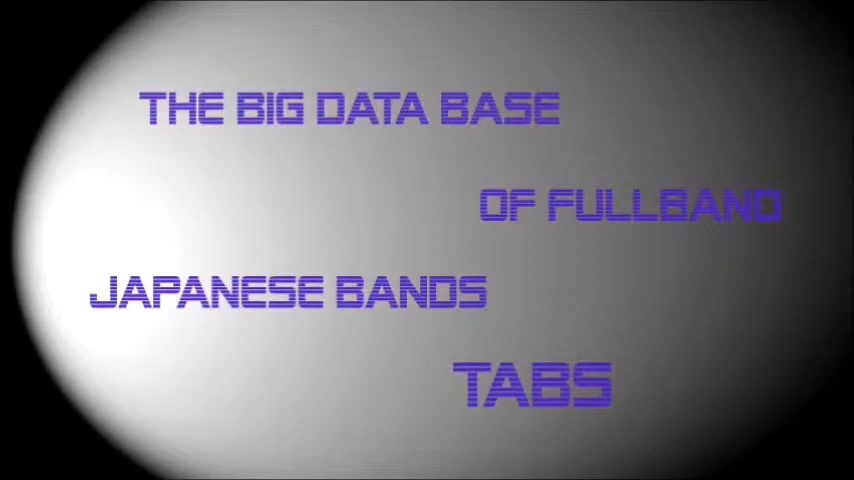 THE BIG DATA BASE
OF FULLBAND
JAPANESE BANDS
TABS